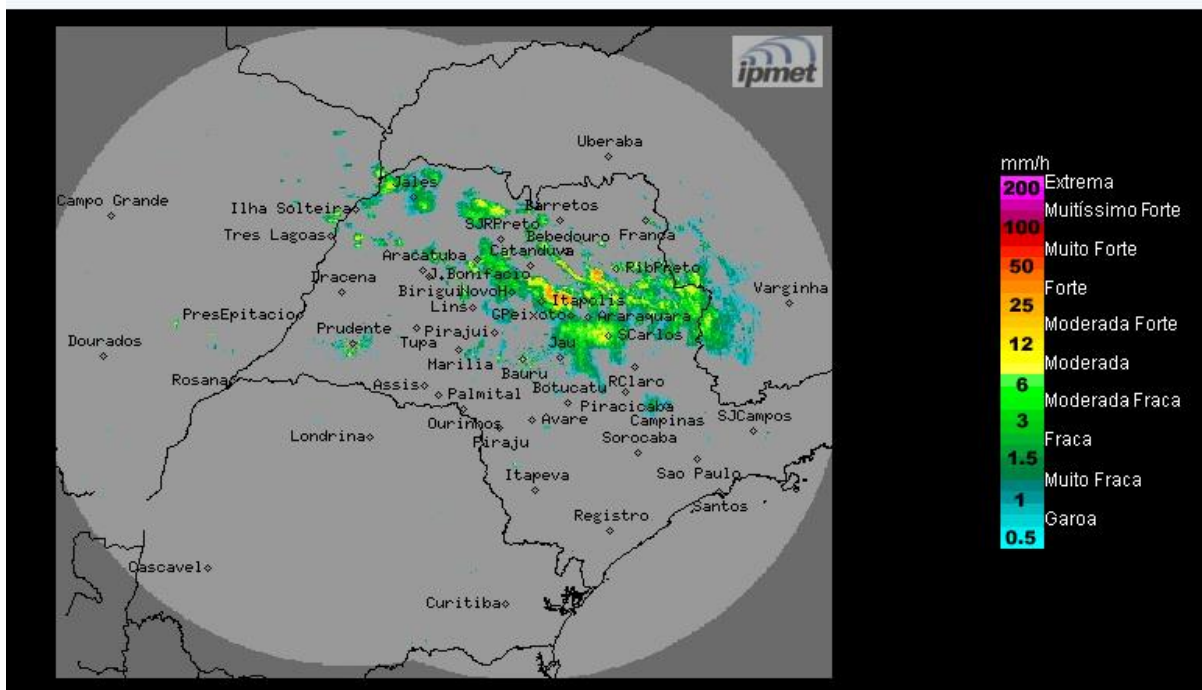 ipmet
Uberaba
Campo Grande
Jales
Ilha Solteira
Barretos
SJRPreto
Tres Lagoas
Bebedouro
Franca
Aracatuba
Catanduva
J.Bonifacio
RibPreto
Dracena
Birigui
NovoH
Itapolis
Varginha
Lins
GPeixoto
Araraquara
PresEpitacio
Prudente
Pirajui
SCarlos
Tupa
Jau
Dourados
Marilia
Bauru
Rosana
Assis
Botucatu
RClaro
Palmital
Piracicaba
SJCampos
Ourinhos
Avare
Campinas
Londrina
Piraju
Sorocaba
Itapeva
Sao Paulo
Santos
Registro
Cascavel
Curitiba
mm/h
200 Extrema
Muitíssimo Forte
100
Muito Forte
50
Forte
25
Moderada Forte
12
Moderada
6
Moderada Fraca
3
Fraca
1.5
Muito Fraca
1
Garoa
0.5